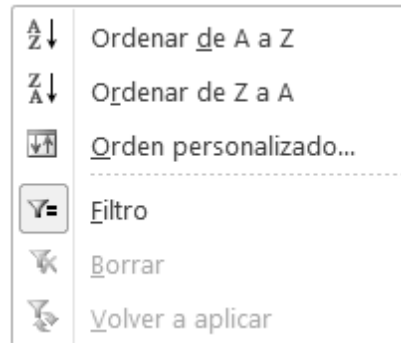 Ordenar de A a Z
Ordenar de Z a A
Orden personalizado...
Filtro
Borrar
Volver a aplicar